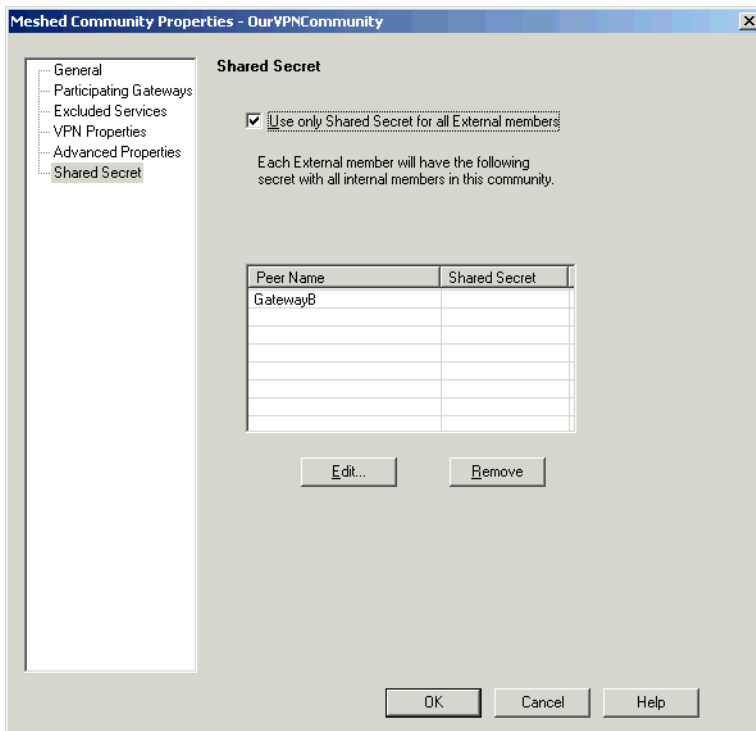 Meshed Community Properties - OurVPNCommunity
General
Participating Gateways
Excluded Services
VPN Properties
Advanced Properties
Shared Secret
Shared Secret
Use only Shared Secret for all External members
Each External member will have the following
secret with all internal members in this community.
Peer Name Shared Secret
GatewayB
Edit... Remove
OK Cancel Help